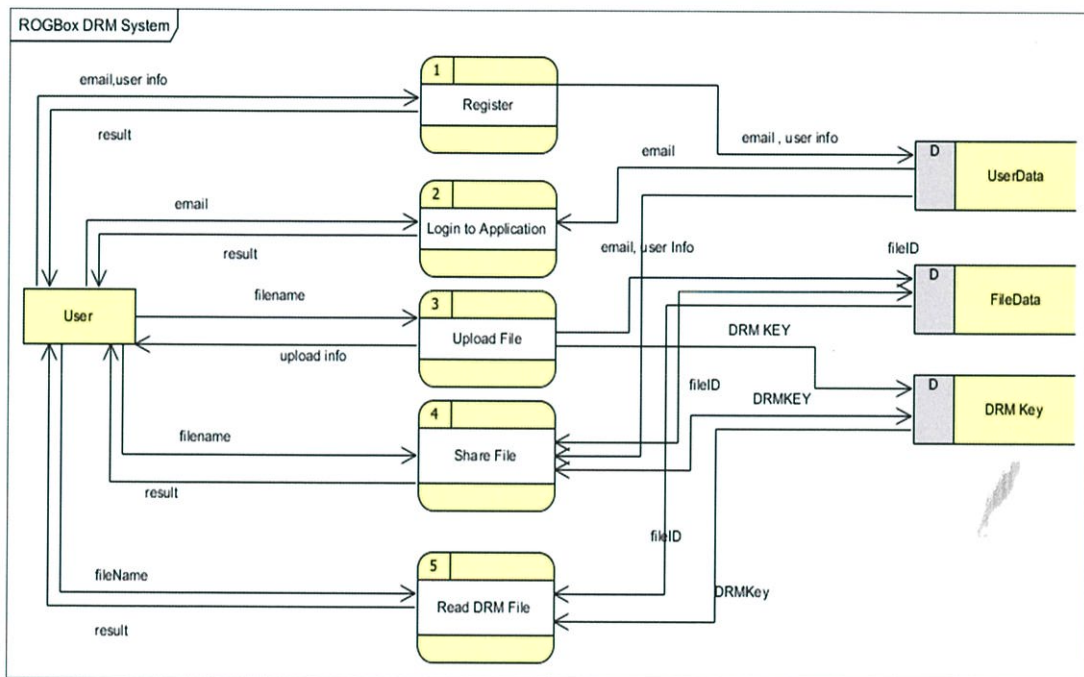 ROGBox DRM System
email,user info
1
Register
result
email , user info
D
UserData
email
2
Login to Application
email
result
email, user Info
fileID
D
FileData
filename
3
Upload File
User
upload info
DRM KEY
fileID
D
DRM Key
DRMKEY
4
Share File
filename
result
fileID
5
Read DRM File
fileName
DRMKey
result